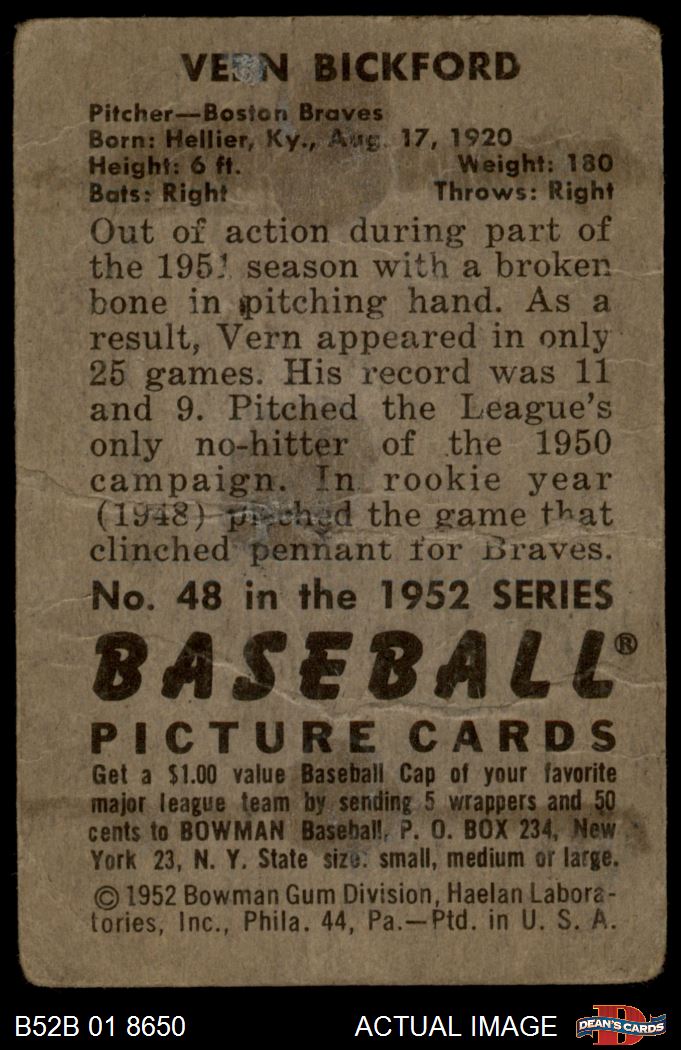 VERN BICKFORD
Pitcher—Boston Braves
Born: Hellier, Ky., Aug. 17, 1920
Height: 6 ft. Weight: 180
Bats: Right Throws: Right
Out of action during part of
the 1951 season with a broken
bone in pitching hand. As a
result, Vern appeared in only
25 games. His record was 11
and 9. Pitched the League's
only no-hitter of the 1950
campaign. In rookie year
(1948) pitched the game that
clinched pennant for Braves.
No. 48 in the 1952 SERIES
BASEBALL®
PICTURE CARDS
Get a $1.00 value Baseball Cap of your favorite
major league team by sending 5 wrappers and 50
cents to BOWMAN Baseball, P. O. BOX 234, New
York 23, N. Y. State size: small, medium or large.
© 1952 Bowman Gum Division, Haelan Labora-
tories, Inc., Phila. 44, Pa.—Ptd. in U. S. A.
B52B 01 8650 ACTUAL IMAGE DEAN'S CARDS